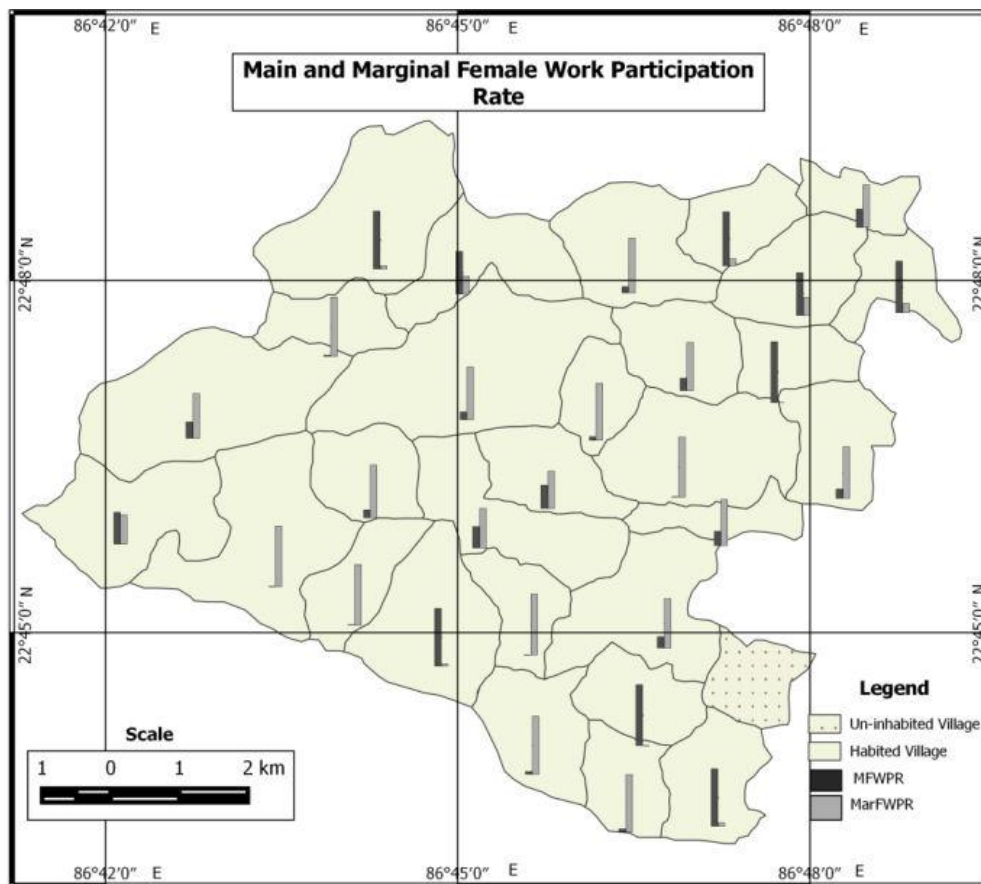 86°42'0" E
86°45'0" E
86°48'0" E
Main and Marginal Female Work Participation
Rate
22°48'0" N
22°48'0" N
22°45'0" N
22°45'0" N
Legend
Un-inhabited Village
Habited Village
MFWPR
MarFWPR
Scale
1 0 1 2 km
86°42'0" E
86°45'0" E
86°48'0" E